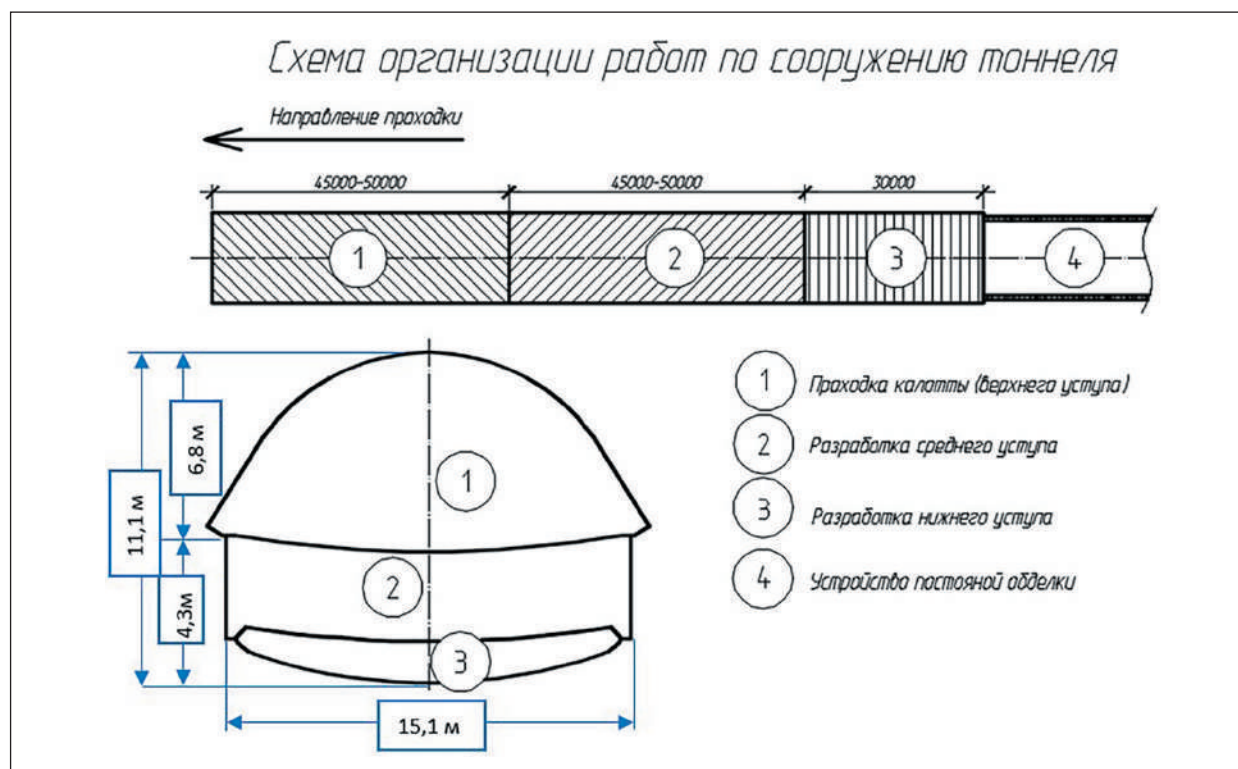 Схема организации работ по сооружению тоннеля
Направление проходки
45000-50000
45000-50000
30000
1
2
3
4
11,1 м
6,8 м
4,3м
15,1 м
1
2
3
1 Проходка калотты (верхнего уступа)
2 Разработка среднего уступа
3 Разработка нижнего уступа
4 Устройство постояной обделки